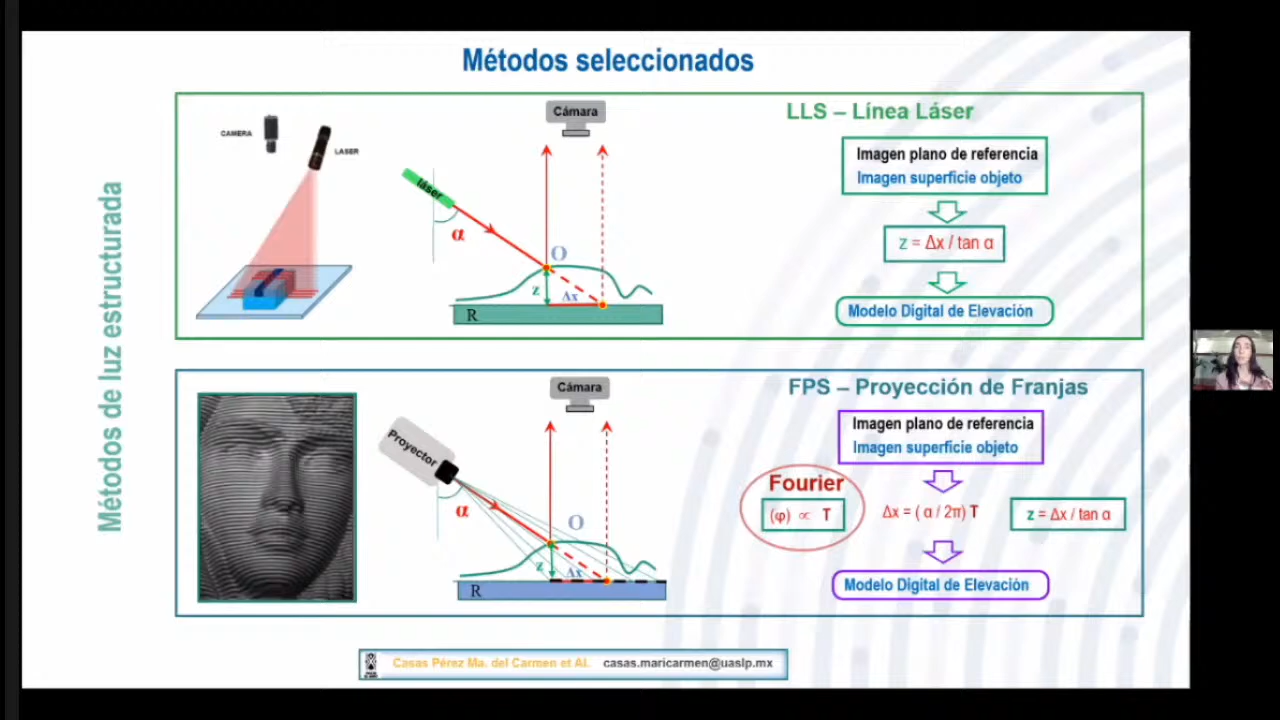 Métodos seleccionados
Métodos de luz estructurada
CAMERA
LASER
Cámara
láser
α
O
z
Δx
R
LLS – Línea Láser
Imagen plano de referencia
Imagen superficie objeto
z = Δx / tan α
Modelo Digital de Elevación
Cámara
Proyector
α
O
z
Δx
R
FPS – Proyección de Franjas
Imagen plano de referencia
Imagen superficie objeto
Fourier
(φ) ∝ T
Δx = ( α / 2π) T
z = Δx / tan α
Modelo Digital de Elevación
Casas Pérez Ma. del Carmen et Al. casas.maricarmen@uaslp.mx